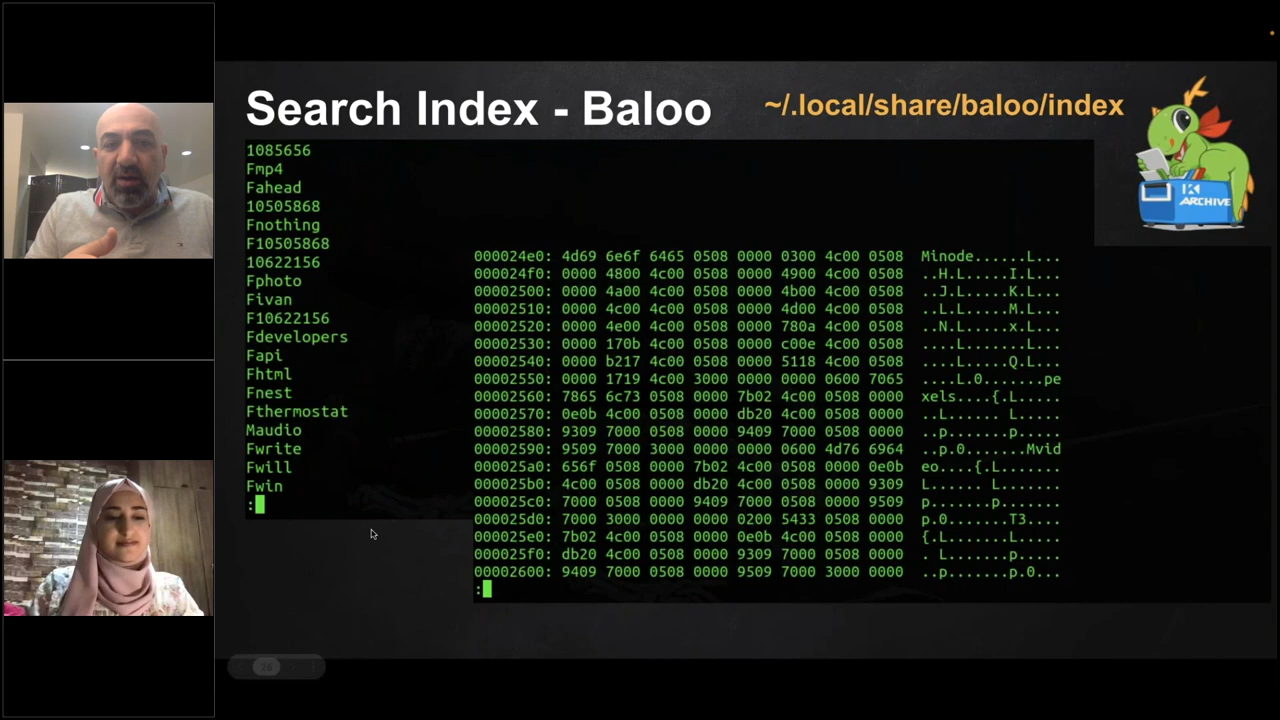 Search Index - Baloo
~/.local/share/baloo/index
K
ARCHIVE
1085656
Fmp4
Fahead
10505868
Fnothing
F10505868
10622156
Fphoto
Fivan
F10622156
Fdevelopers
Fapi
Fhtml
Fnest
Fthermostat
Maudio
Fwrite
Fwill
Fwin
:
000024e0: 4d69 6e6f 6465 0508 0000 0300 4c00 0508 Minode......L...
000024f0: 0000 4800 4c00 0508 0000 4900 4c00 0508 ..H.L.....I.L...
00002500: 0000 4a00 4c00 0508 0000 4b00 4c00 0508 ..J.L.....K.L...
00002510: 0000 4c00 4c00 0508 0000 4d00 4c00 0508 ..L.L.....M.L...
00002520: 0000 4e00 4c00 0508 0000 780a 4c00 0508 ..N.L.....x.L...
00002530: 0000 170b 4c00 0508 0000 c00e 4c00 0508 ....L.......L...
00002540: 0000 b217 4c00 0508 0000 5118 4c00 0508 ....L.....Q.L...
00002550: 0000 1719 4c00 3000 0000 0000 0600 7065 ....L.0.......pe
00002560: 7865 6c73 0508 0000 7b02 4c00 0508 0000 xels....{.L.....
00002570: 0e0b 4c00 0508 0000 db20 4c00 0508 0000 ..L...... L.....
00002580: 9309 7000 0508 0000 9409 7000 0508 0000 ..p.......p.....
00002590: 9509 7000 3000 0000 0000 0600 4d76 6964 ..p.0.......Mvid
000025a0: 656f 0508 0000 7b02 4c00 0508 0000 0e0b eo....{.L.......
000025b0: 4c00 0508 0000 db20 4c00 0508 0000 9309 L...... L.......
000025c0: 7000 0508 0000 9409 7000 0508 0000 9509 p.......p.......
000025d0: 7000 3000 0000 0000 0200 5433 0508 0000 p.0.......T3....
000025e0: 7b02 4c00 0508 0000 0e0b 4c00 0508 0000 {.L.......L.....
000025f0: db20 4c00 0508 0000 9309 7000 0508 0000 . L.......p.....
00002600: 9409 7000 0508 0000 9509 7000 3000 0000 ..p.......p.0...
:
26